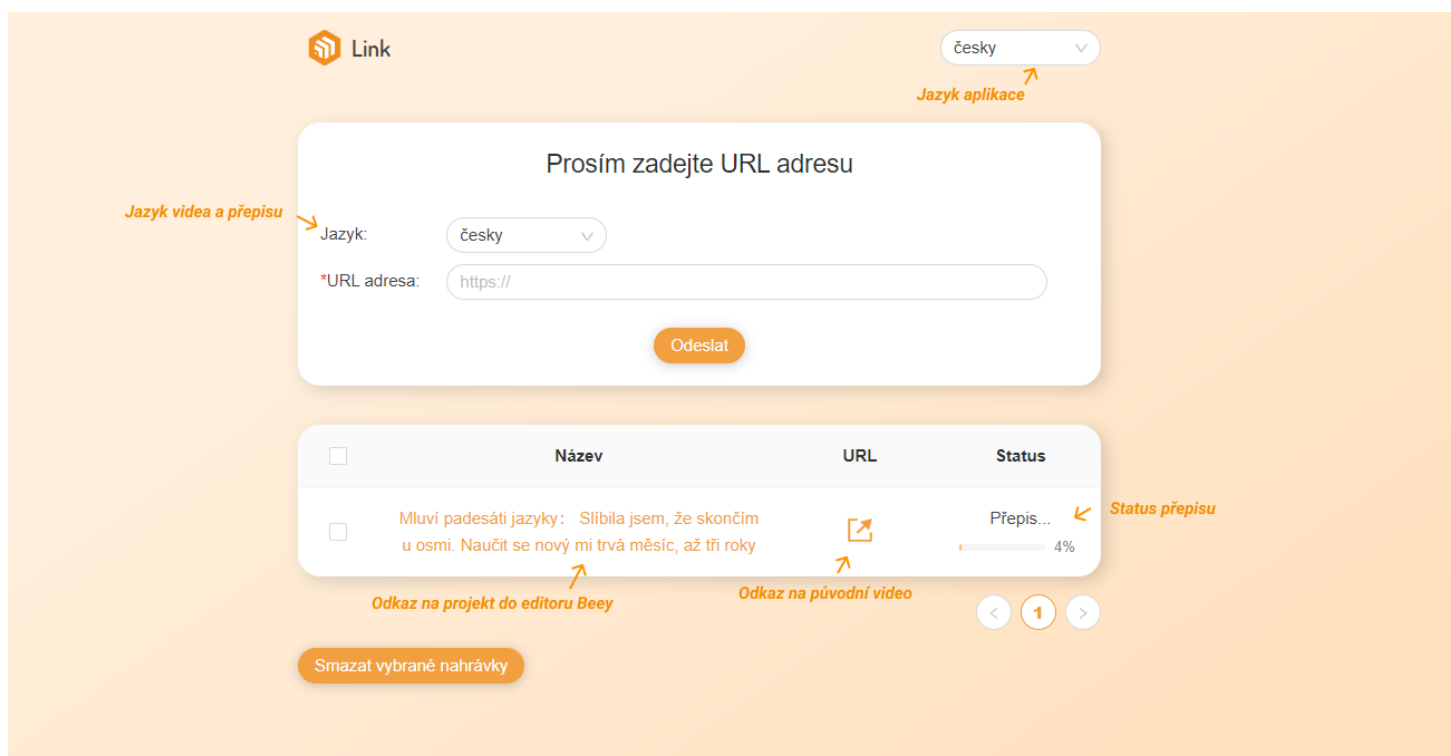 Link
česky
Jazyk aplikace
Prosím zadejte URL adresu
Jazyk videa a přepisu
Jazyk:
česky
*URL adresa:
https://
Odeslat
Název
URL
Status
Mluví padesáti jazyky: Slíbila jsem, že skončím
u osmi. Naučit se nový mi trvá měsíc, až tři roky
Přepis...
4%
Status přepisu
Odkaz na projekt do editoru Beey
Odkaz na původní video
< 1 >
Smazat vybrané nahrávky